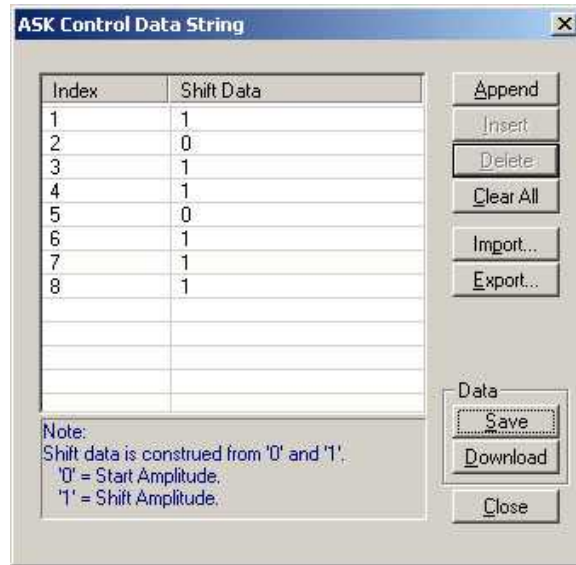 ASK Control Data String
Index Shift Data
1 1
2 0
3 1
4 1
5 0
6 1
7 1
8 1
Append
Insert
Delete
Clear All
Import...
Export...
Data
Save
Download
Close
Note:
Shift data is construed from '0' and '1'.
'0' = Start Amplitude.
'1' = Shift Amplitude.